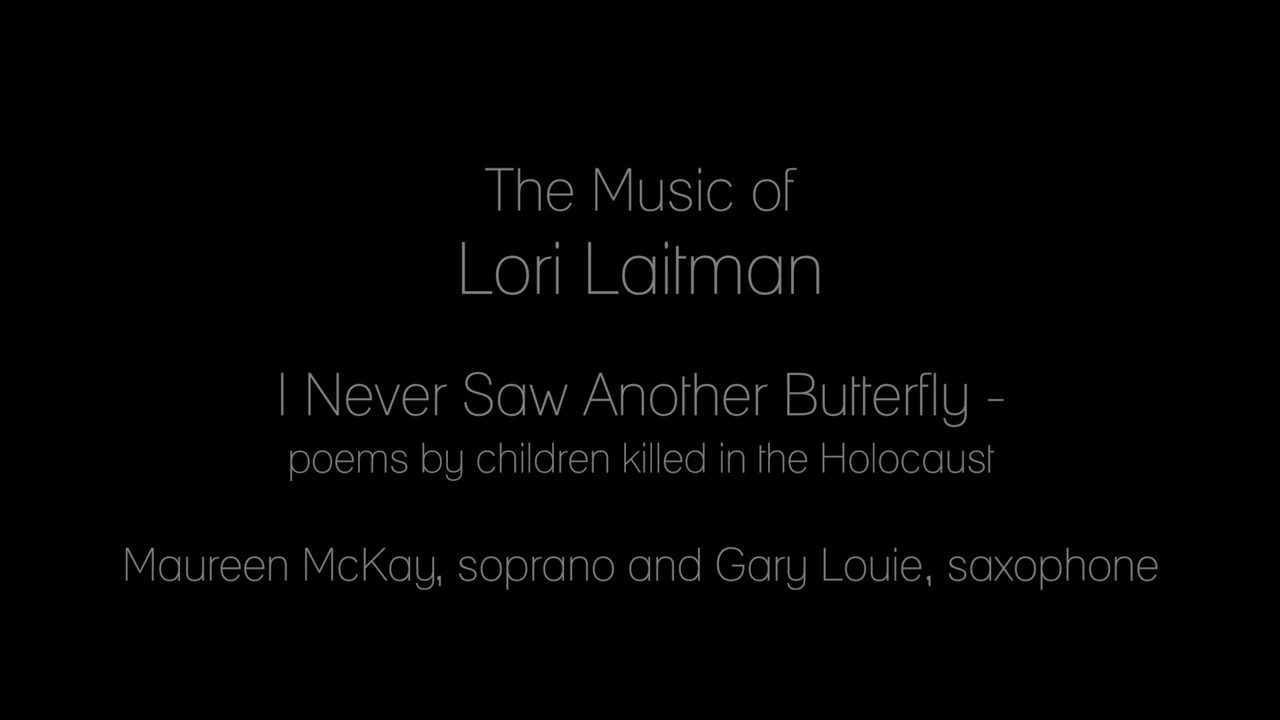 The Music of
Lori Laitman
I Never Saw Another Butterfly -
poems by children killed in the Holocaust
Maureen McKay, soprano and Gary Louie, saxophone